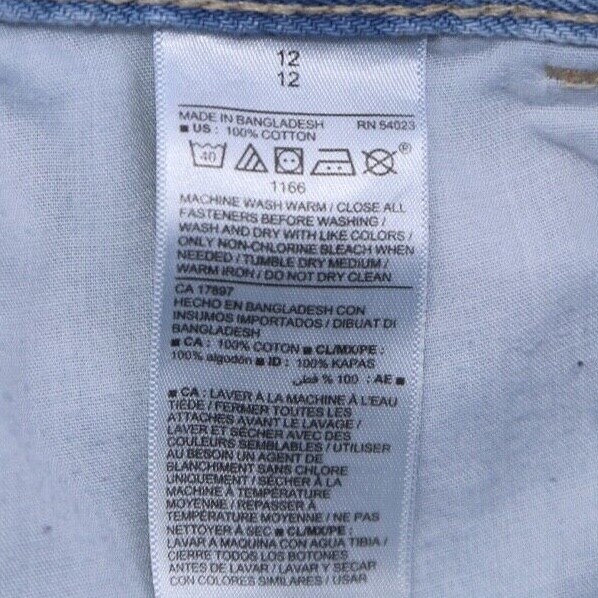 12
12
MADE IN BANGLADESH RN 54023
■ US : 100% COTTON
40
®
1166
MACHINE WASH WARM / CLOSE ALL
FASTENERS BEFORE WASHING /
WASH AND DRY WITH LIKE COLORS /
ONLY NON-CHLORINE BLEACH WHEN
NEEDED / TUMBLE DRY MEDIUM /
WARM IRON / DO NOT DRY CLEAN
CA 17897
HECHO EN BANGLADESH CON
INSUMOS IMPORTADOS / DIBUAT DI
BANGLADESH
■ CA : 100% COTON ■ CL/MX/PE :
100% algodón ■ ID : 100% KAPAS
■ AE : 100 % قطن
■ CA : LAVER À LA MACHINE À L'EAU
TIÈDE / FERMER TOUTES LES
ATTACHES AVANT LE LAVAGE /
LAVER ET SÉCHER AVEC DES
COULEURS SEMBLABLES / UTILISER
AU BESOIN UN AGENT DE
BLANCHIMENT SANS CHLORE
UNIQUEMENT / SÉCHER À LA
MACHINE À TEMPÉRATURE
MOYENNE / REPASSER À
TEMPÉRATURE MOYENNE / NE PAS
NETTOYER À SEC ■ CL/MX/PE :
LAVAR A MAQUINA CON AGUA TIBIA /
CIERRE TODOS LOS BOTONES
ANTES DE LAVAR / LAVAR Y SECAR
CON COLORES SIMILARES / USAR